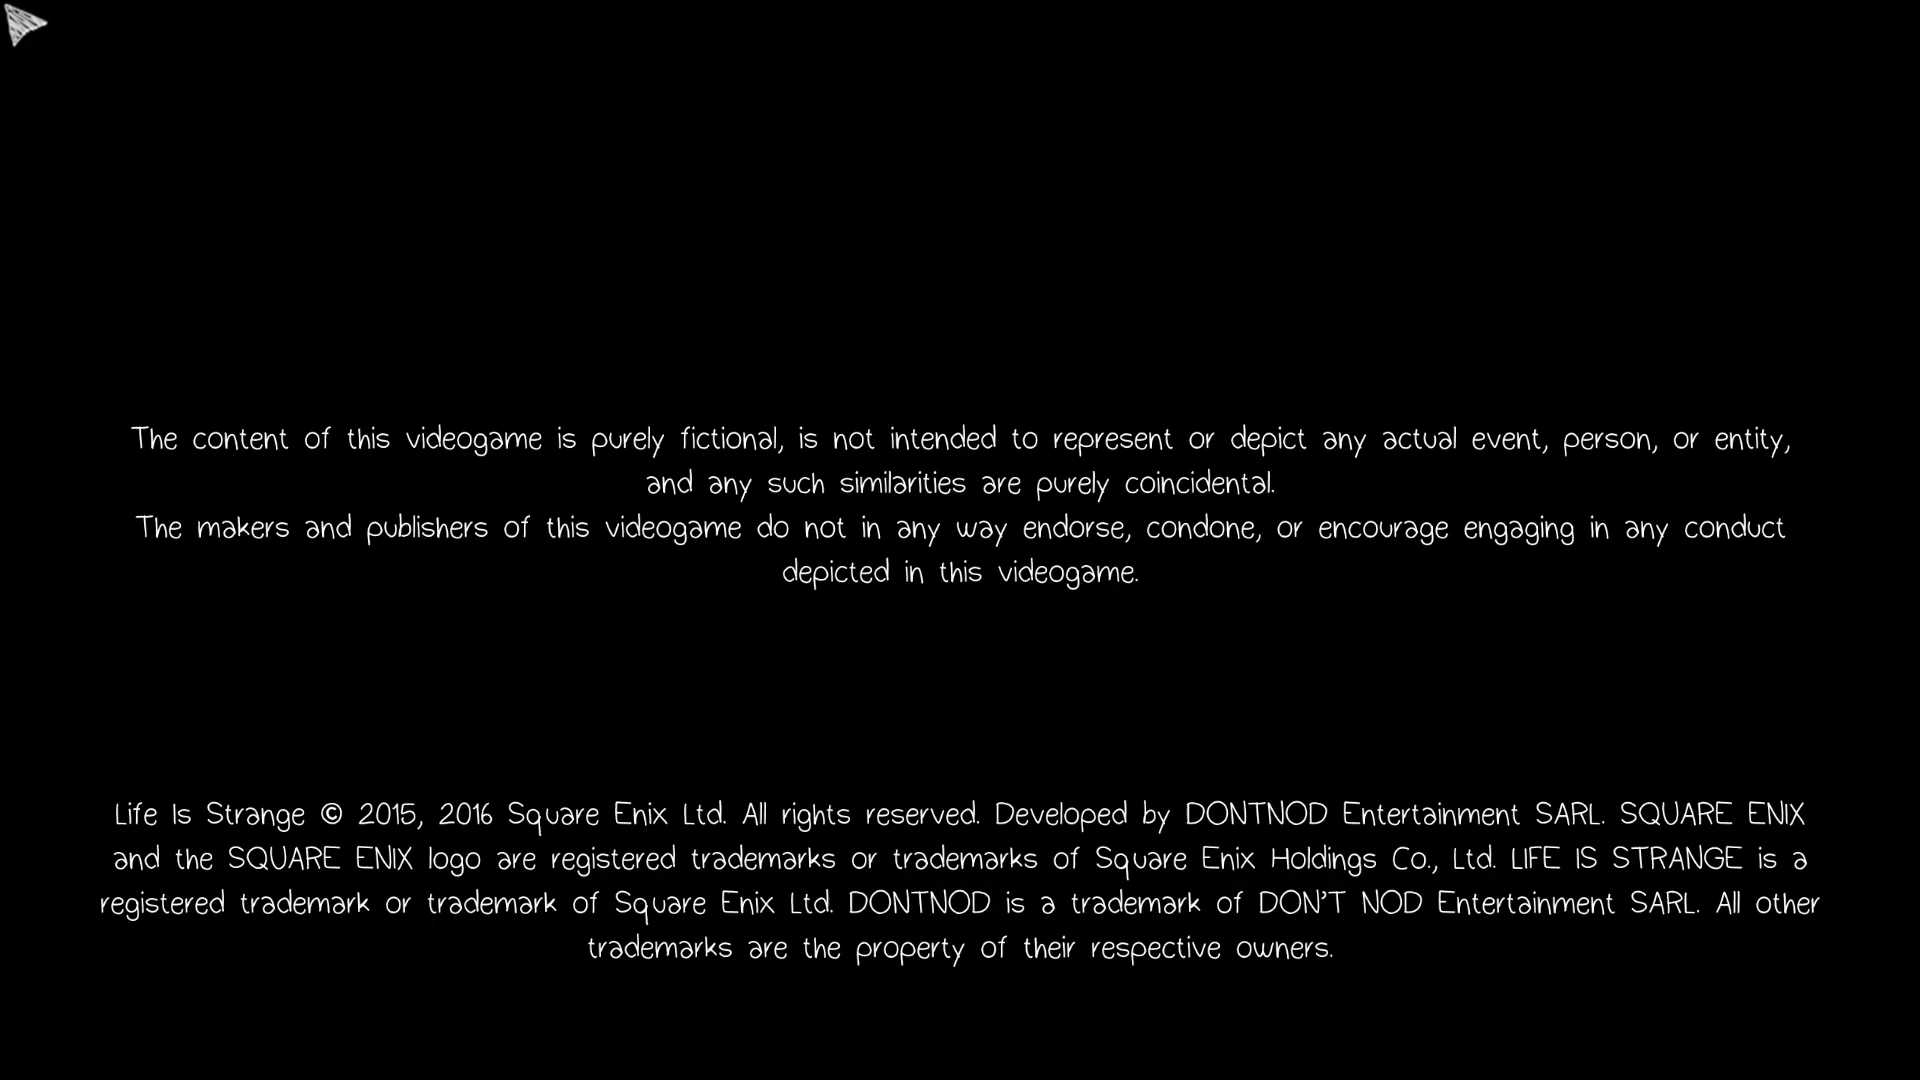 The content of this videogame is purely fictional, is not intended to represent or depict any actual event, person, or entity,
and any such similarities are purely coincidental.
The makers and publishers of this videogame do not in any way endorse, condone, or encourage engaging in any conduct
depicted in this videogame.
Life Is Strange © 2015, 2016 Square Enix Ltd. All rights reserved. Developed by DONTNOD Entertainment SARL. SQUARE ENIX
and the SQUARE ENIX logo are registered trademarks or trademarks of Square Enix Holdings Co., Ltd. LIFE IS STRANGE is a
registered trademark or trademark of Square Enix Ltd. DONTNOD is a trademark of DON'T NOD Entertainment SARL. All other
trademarks are the property of their respective owners.